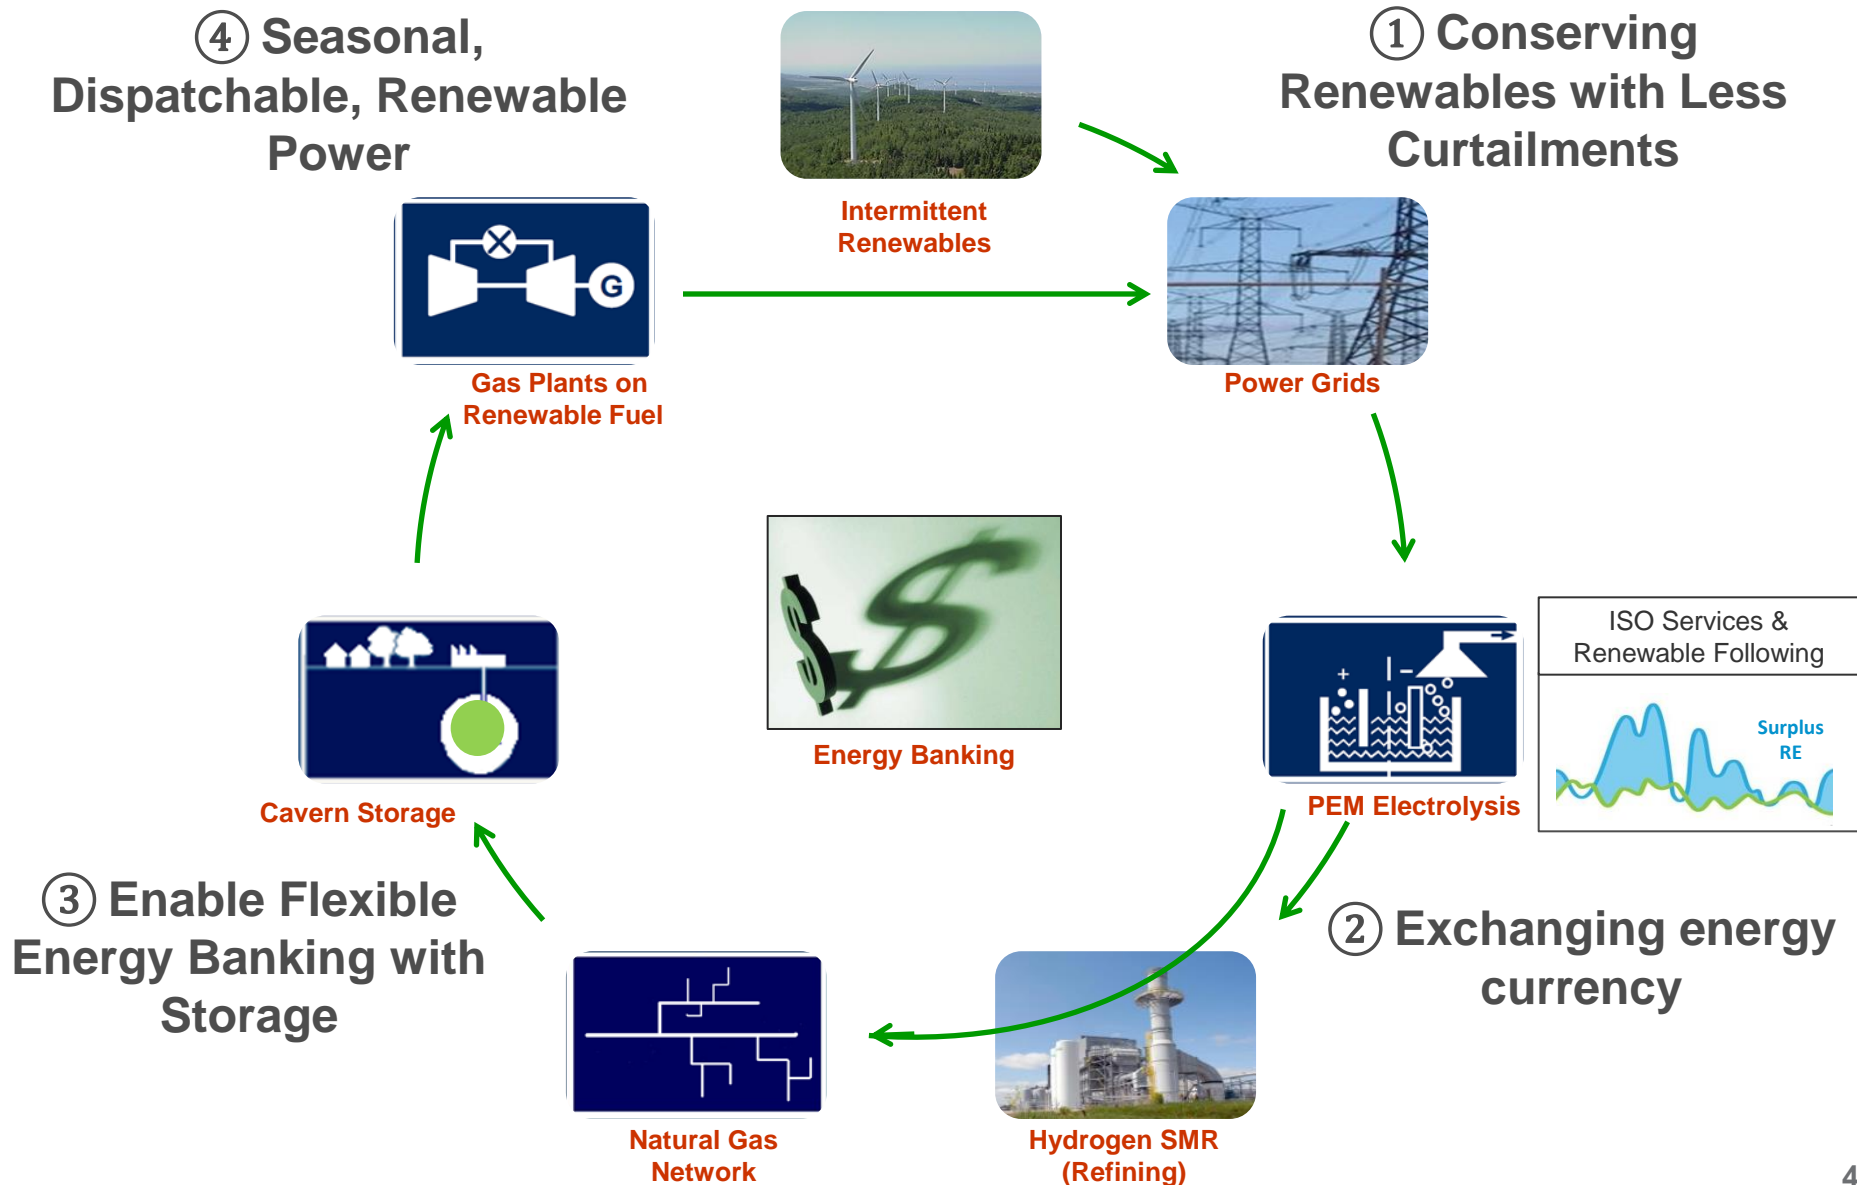 ④ Seasonal,
Dispatchable, Renewable
Power
① Conserving
Renewables with Less
Curtailments
Intermittent
Renewables
G
Gas Plants on
Renewable Fuel
Power Grids
$
$
Energy Banking
Cavern Storage
+
-
PEM Electrolysis
ISO Services &
Renewable Following
Surplus
RE
③ Enable Flexible
Energy Banking with
Storage
② Exchanging energy
currency
Natural Gas
Network
Hydrogen SMR
(Refining)
4